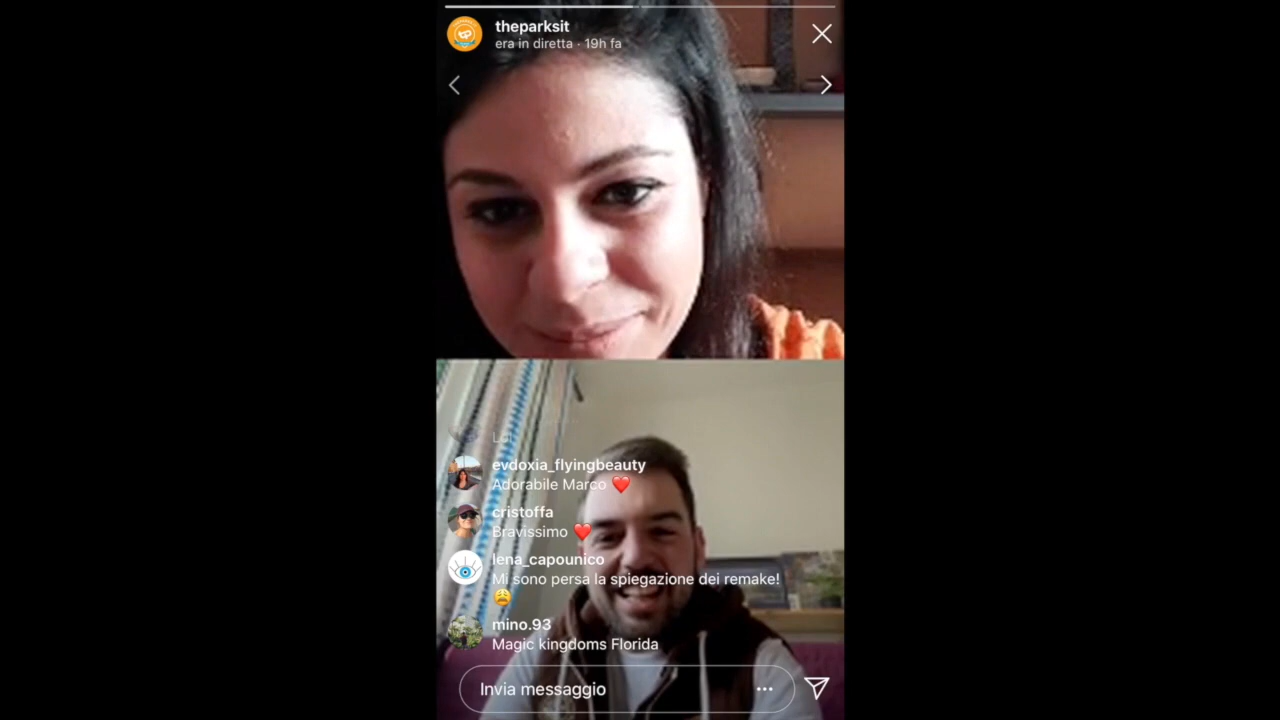 theparksit
era in diretta · 19h fa
evdoxia_flyingbeauty
Adorabile Marco ❤️
cristoffa
Bravissimo ❤️
lena_capounico
Mi sono persa la spiegazione dei remake!
😩
mino.93
Magic kingdoms Florida
Invia messaggio